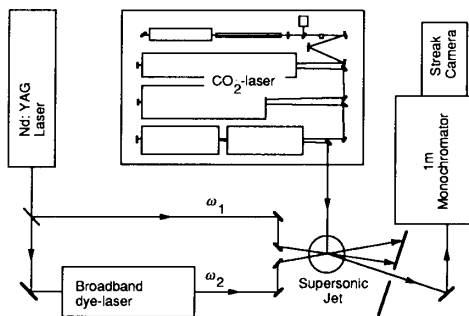 Nd: YAG
Laser
CO₂-laser
Streak
Camera
1m
Monochromator
ω₁
ω₂
Broadband
dye-laser
Supersonic
Jet